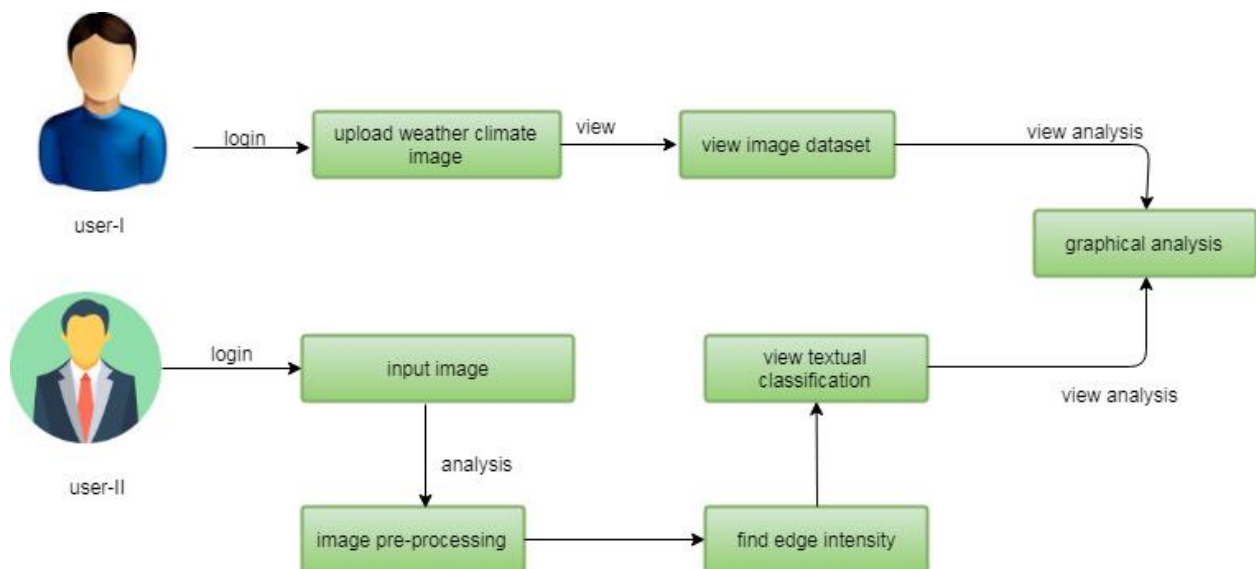 login
upload weather climate
image
view
view image dataset
view analysis
user-I
graphical analysis
login
input image
view textual
classification
view analysis
user-II
analysis
image pre-processing
find edge intensity